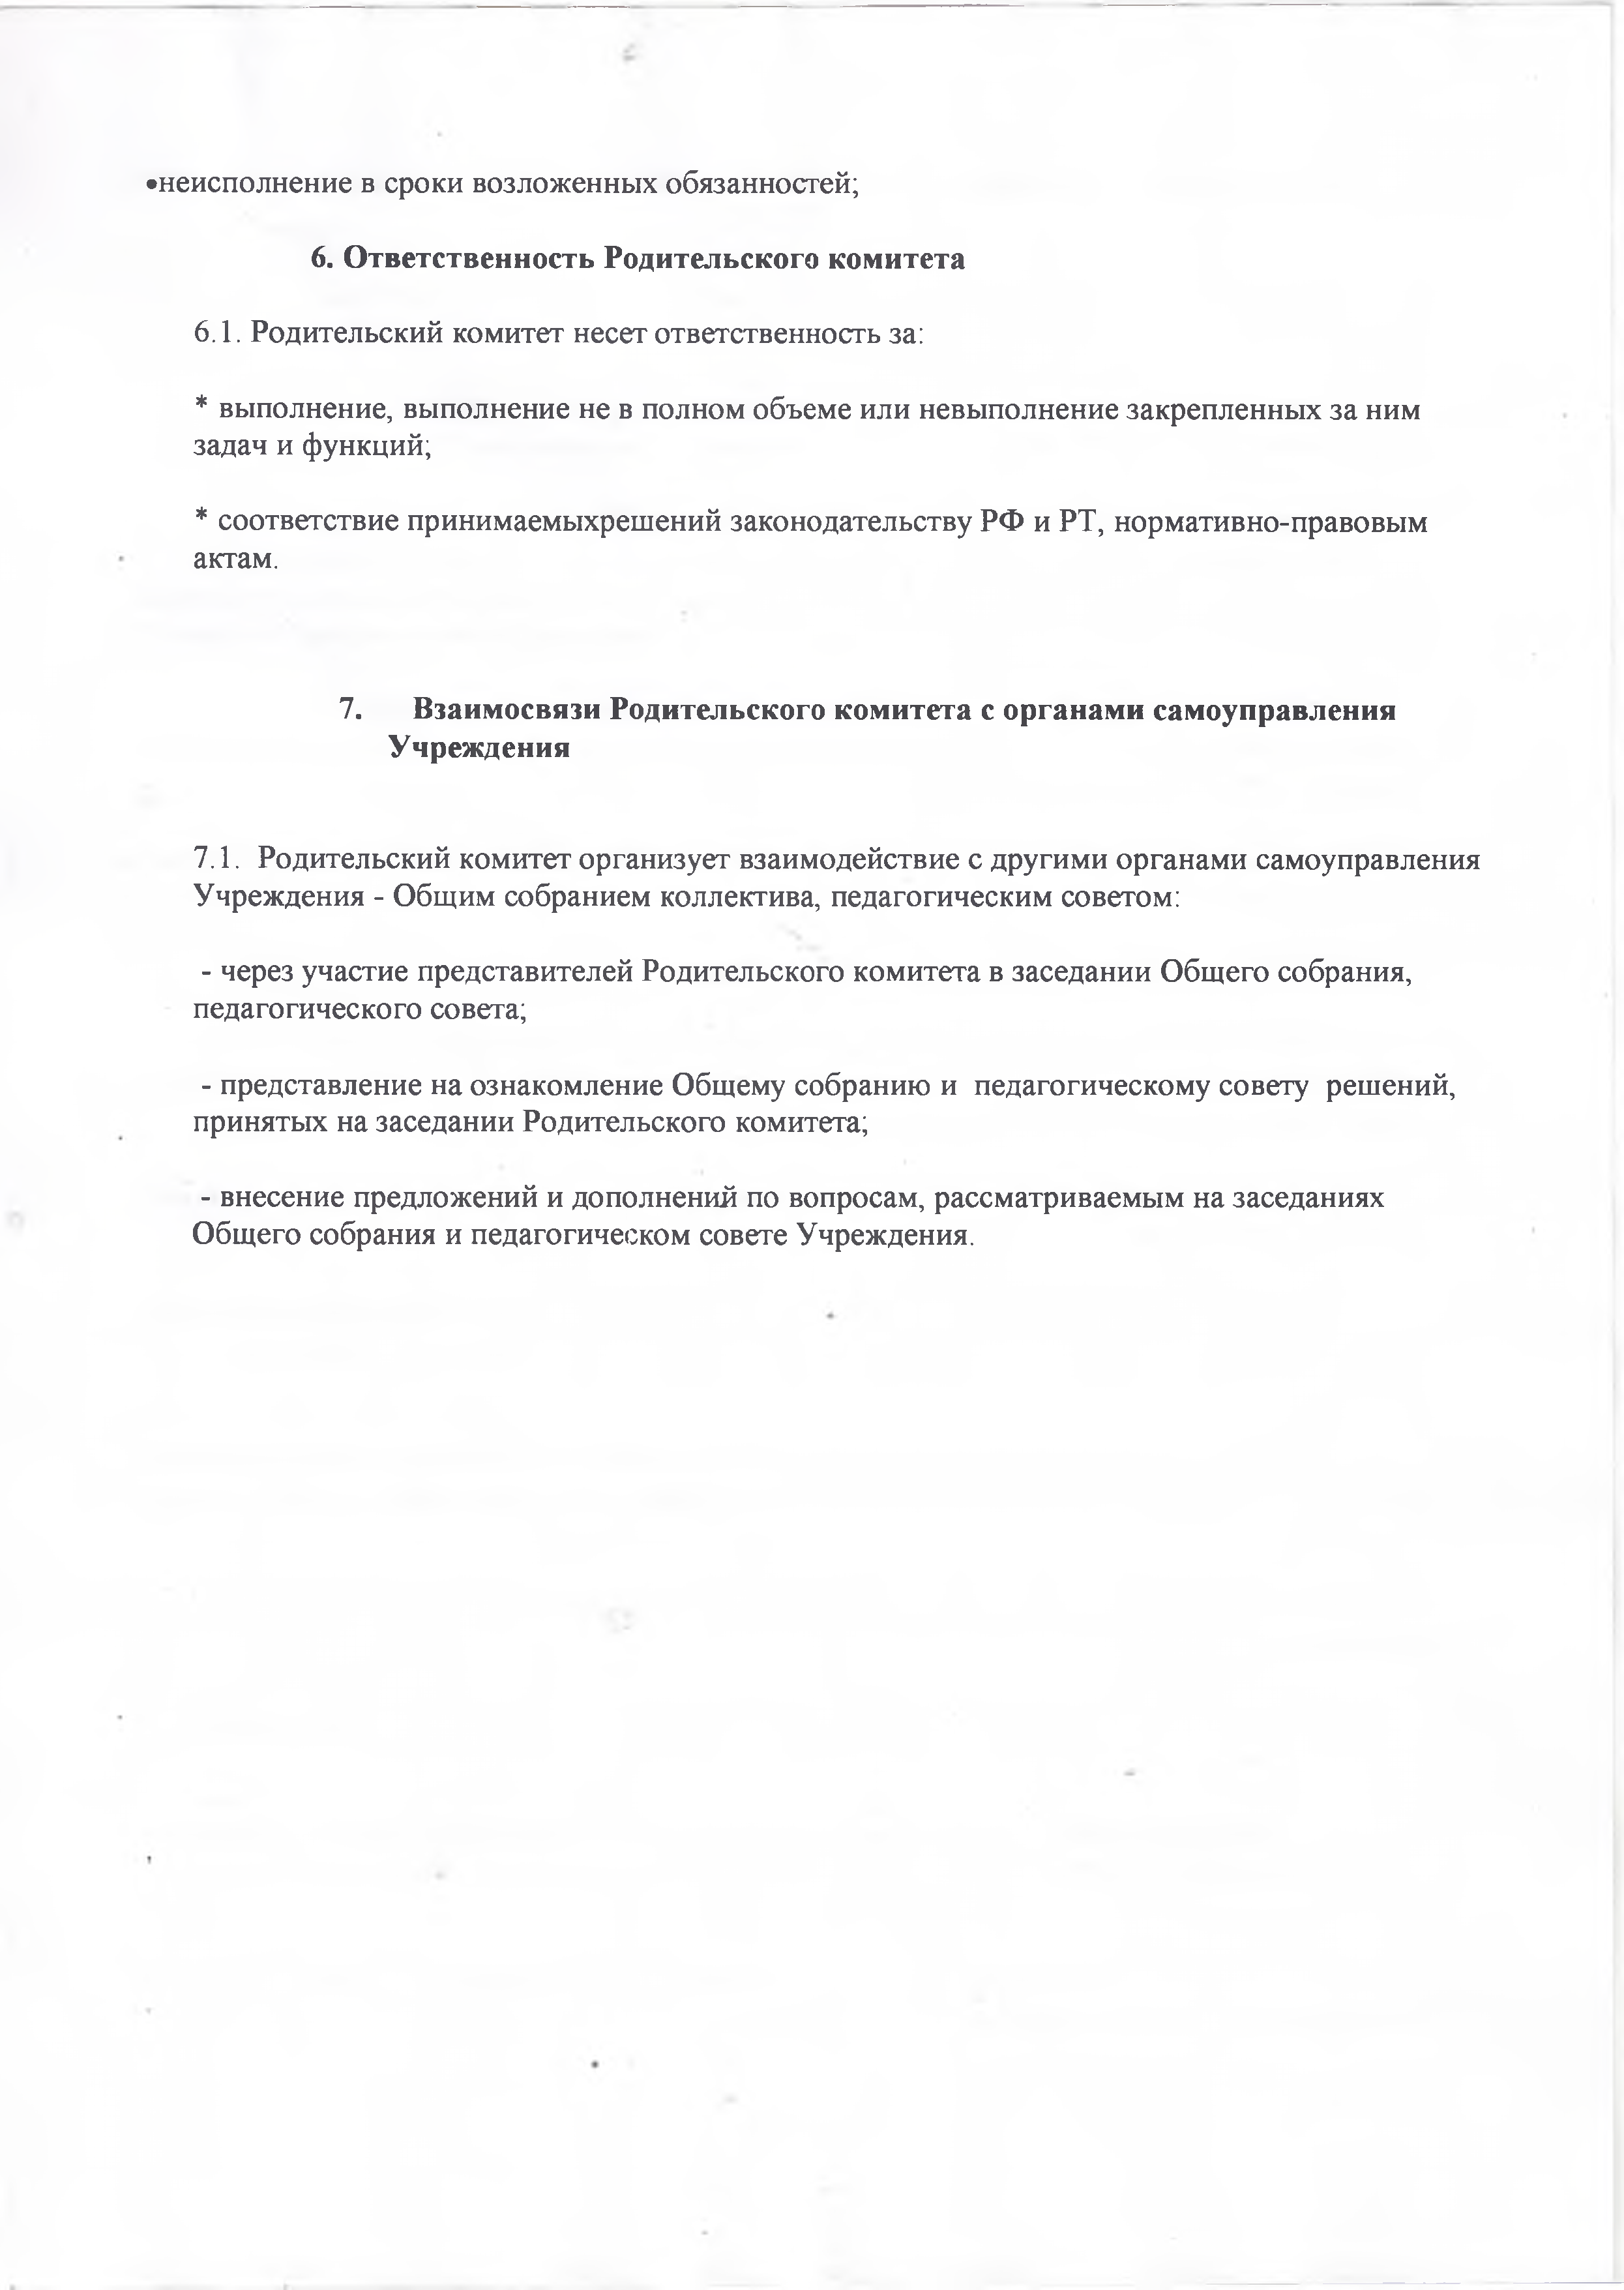 •неисполнение в сроки возложенных обязанностей;
6. Ответственность Родительского комитета
6.1. Родительский комитет несет ответственность за:
* выполнение, выполнение не в полном объеме или невыполнение закрепленных за ним
задач и функций;
* соответствие принимаемыхрешений законодательству РФ и РТ, нормативно-правовым
актам.
7. Взаимосвязи Родительского комитета с органами самоуправления
Учреждения
7.1. Родительский комитет организует взаимодействие с другими органами самоуправления
Учреждения - Общим собранием коллектива, педагогическим советом:
- через участие представителей Родительского комитета в заседании Общего собрания,
педагогического совета;
- представление на ознакомление Общему собранию и педагогическому совету решений,
принятых на заседании Родительского комитета;
- внесение предложений и дополнений по вопросам, рассматриваемым на заседаниях
Общего собрания и педагогическом совете Учреждения.